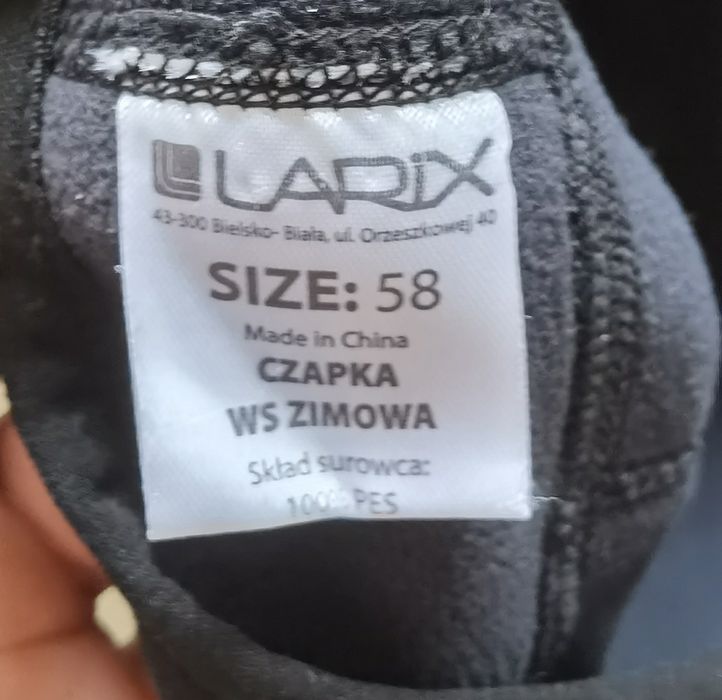 LARIX
43-300 Bielsko- Biała, ul. Orzeszkowej 40
SIZE: 58
Made in China
CZAPKA
WS ZIMOWA
Skład surowca:
100% PES